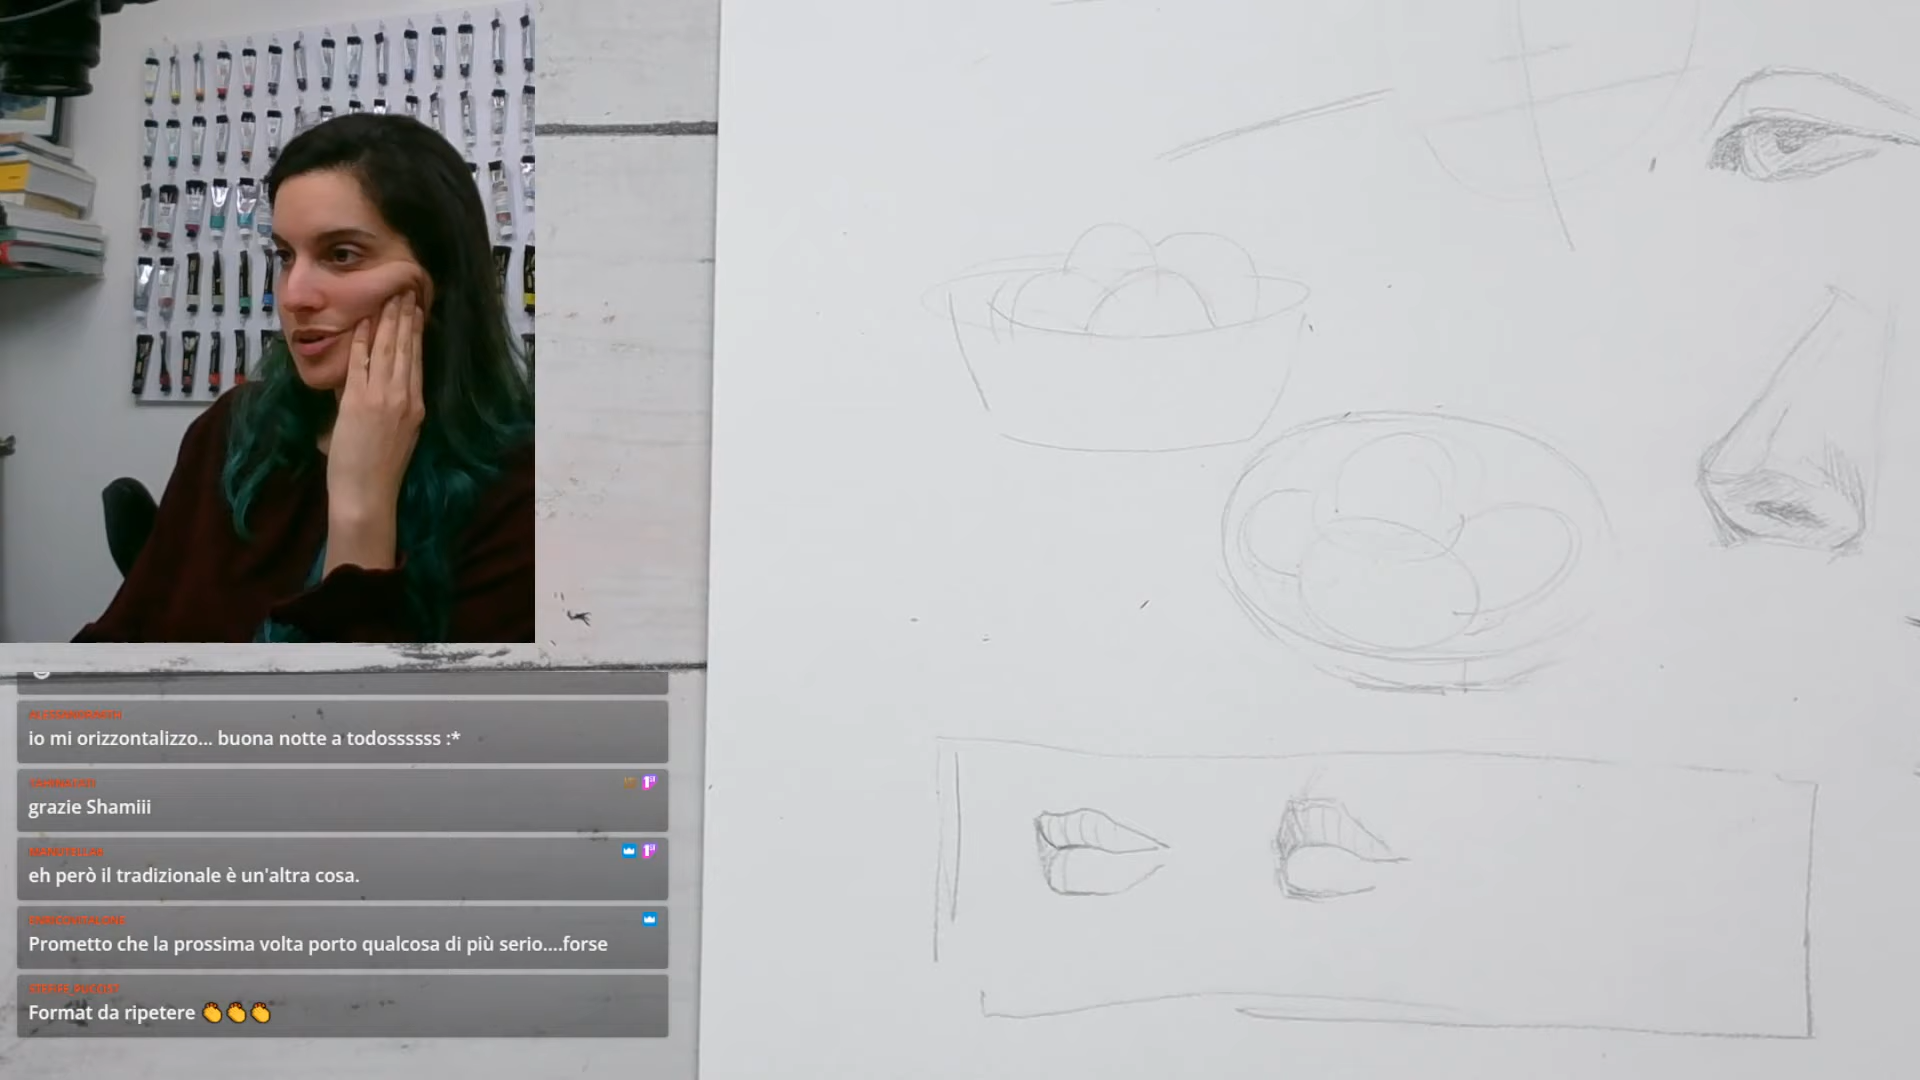 io mi orizzontalizzo... buona notte a todossssss :*
grazie Shamiii
eh però il tradizionale è un'altra cosa.
Prometto che la prossima volta porto qualcosa di più serio....forse
Format da ripetere 👏👏👏